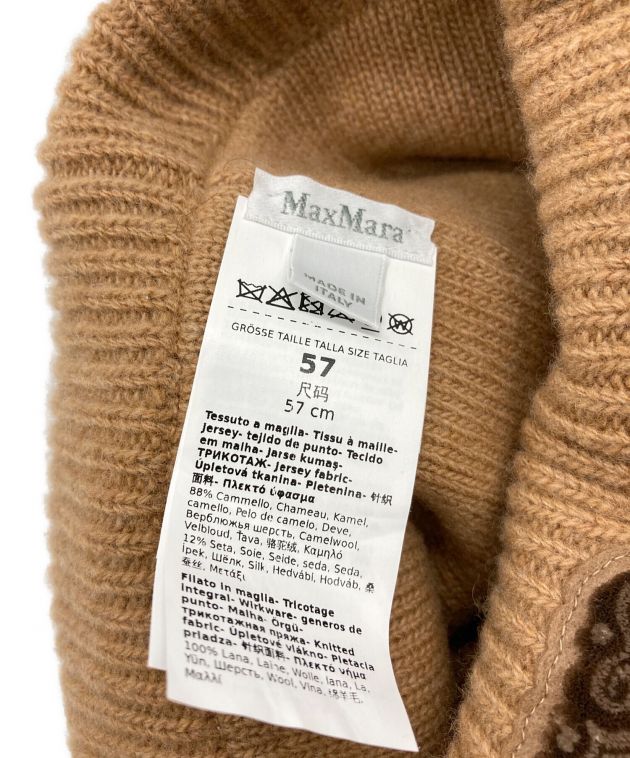 MaxMara
MADE IN
ITALY
GRÖSSE TAILLE TALLA SIZE TAGLIA
57
尺码
57 cm
Tessuto a maglia- Tissu à maille-
Jersey- tejido de punto- Tecido
em malha- Jarse kumaş-
ТРИКОТАЖ- Jersey fabric-
Úpletová tkanina- Pletenina- 针织
面料- Πλεκτό ύφασμα
88% Cammello, Chameau, Kamel,
camello, Pelo de camelo, Deve,
Верблюжья шерсть, Camelwool,
Velbloud, Ťava, 骆驼绒, Καμηλό
12% Seta, Soie, Seide, seda, Seda,
İpek, Шёлк, Silk, Hedvábí, Hodváb, 桑
蚕丝, Μετάξι
Filato in maglia- Tricotage
integral- Wirkware- generos de
punto- Malha- Örgü-
трикотажная пряжа- Knitted
fabric- Úpletové vlákno- Pletacia
priadza- 针织面料- Πλεκτό νήμα
100% Lana, Laine, Wolle, lana, La,
Yün, Шерсть, Wool, Vlna, 绵羊毛,
Μαλλί